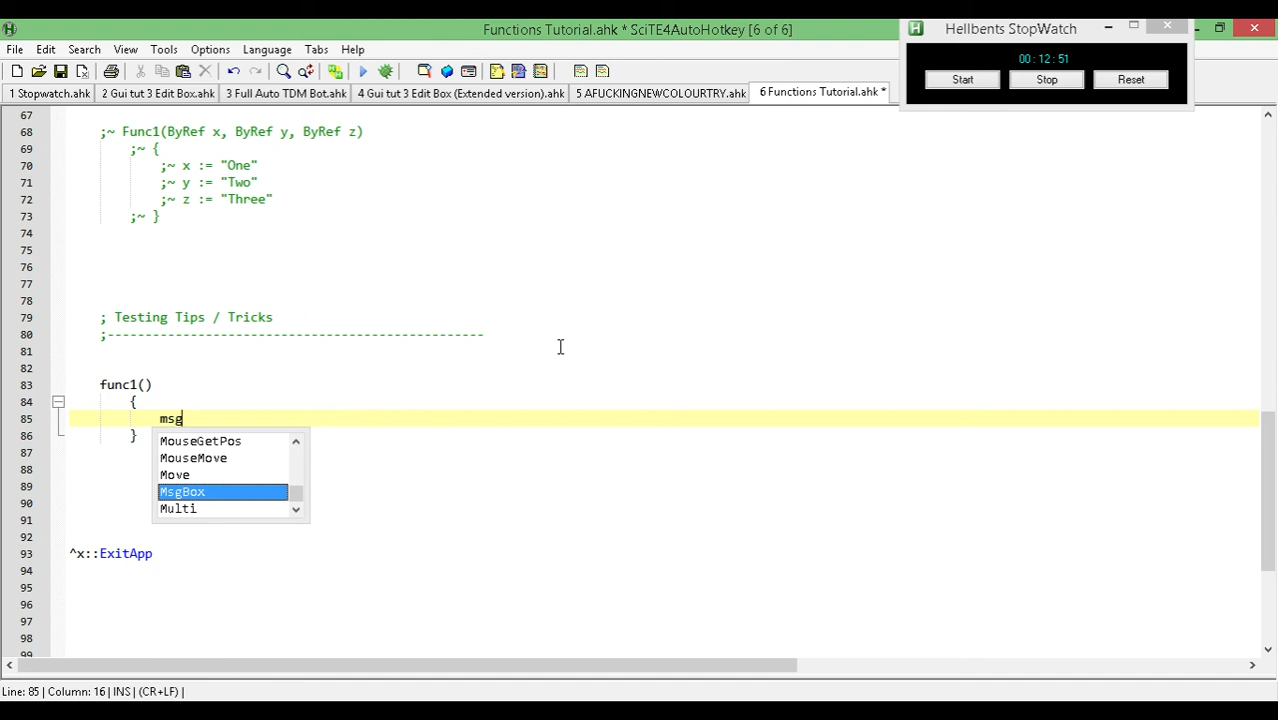 Functions Tutorial.ahk * SciTE4AutoHotkey [6 of 6]
Hellbents StopWatch
File Edit Search View Tools Options Language Tabs Help
00:12:51
Start Stop Reset
1 Stopwatch.ahk 2 Gui tut 3 Edit Box.ahk 3 Full Auto TDM Bot.ahk 4 Gui tut 3 Edit Box (Extended version).ahk 5 AFUCKINGNEWCOLOURTRY.ahk 6 Functions Tutorial.ahk *
67
68 ;~ Func1(ByRef x, ByRef y, ByRef z)
69 ;~ {
70 ;~ x := "One"
71 ;~ y := "Two"
72 ;~ z := "Three"
73 ;~ }
74
75
76
77
78
79 ; Testing Tips / Tricks
80 ;--------------------------------------------------
81
82
83 func1()
84 {
85 msg
86 }
MouseGetPos
87
MouseMove
88
Move
89
MsgBox
90
Multi
91
92
93 ^x::ExitApp
94
95
96
97
98
99
Line: 85 | Column: 16 | INS | (CR+LF) |